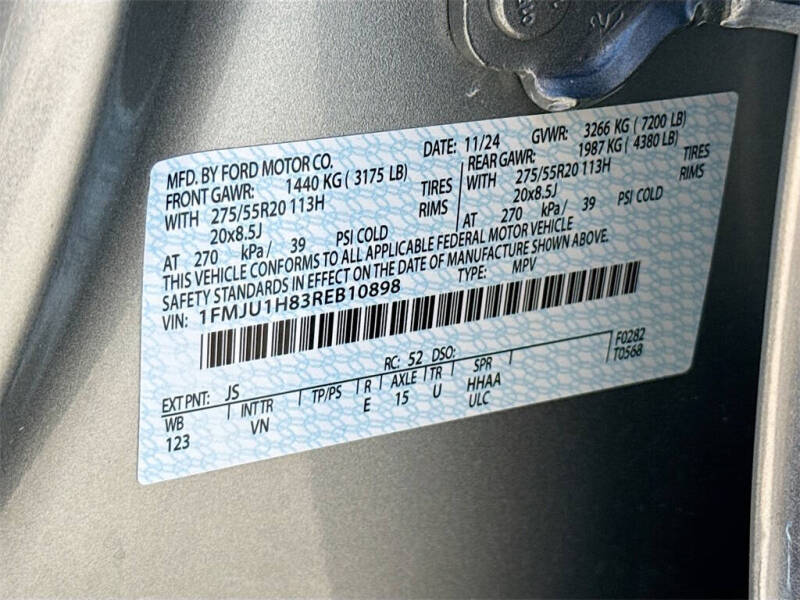 MFD. BY FORD MOTOR CO.
DATE: 11/24 GVWR: 3266 KG ( 7200 LB)
FRONT GAWR: 1440 KG ( 3175 LB)
REAR GAWR: 1987 KG ( 4380 LB)
WITH 275/55R20 113H TIRES
WITH 275/55R20 113H TIRES
20x8.5J RIMS
20x8.5J RIMS
AT 270 kPa/ 39 PSI COLD
AT 270 kPa/ 39 PSI COLD
THIS VEHICLE CONFORMS TO ALL APPLICABLE FEDERAL MOTOR VEHICLE
SAFETY STANDARDS IN EFFECT ON THE DATE OF MANUFACTURE SHOWN ABOVE.
VIN: 1FMJU1H83REB10898 TYPE: MPV
F0282
T0568
EXT PNT: JS RC: 52 DSO:
WB INT TR TP/PS R AXLE TR SPR
123 VN E 15 U HHAA
ULC